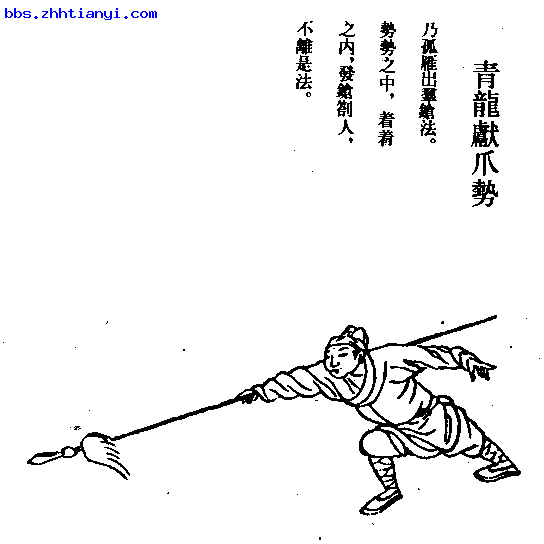 bbs.zhhtianyi.com
青龍獻爪勢
乃孤雁出羣鎗法。
勢勢之中，着着
之內，發鎗劄人，
不離是法。